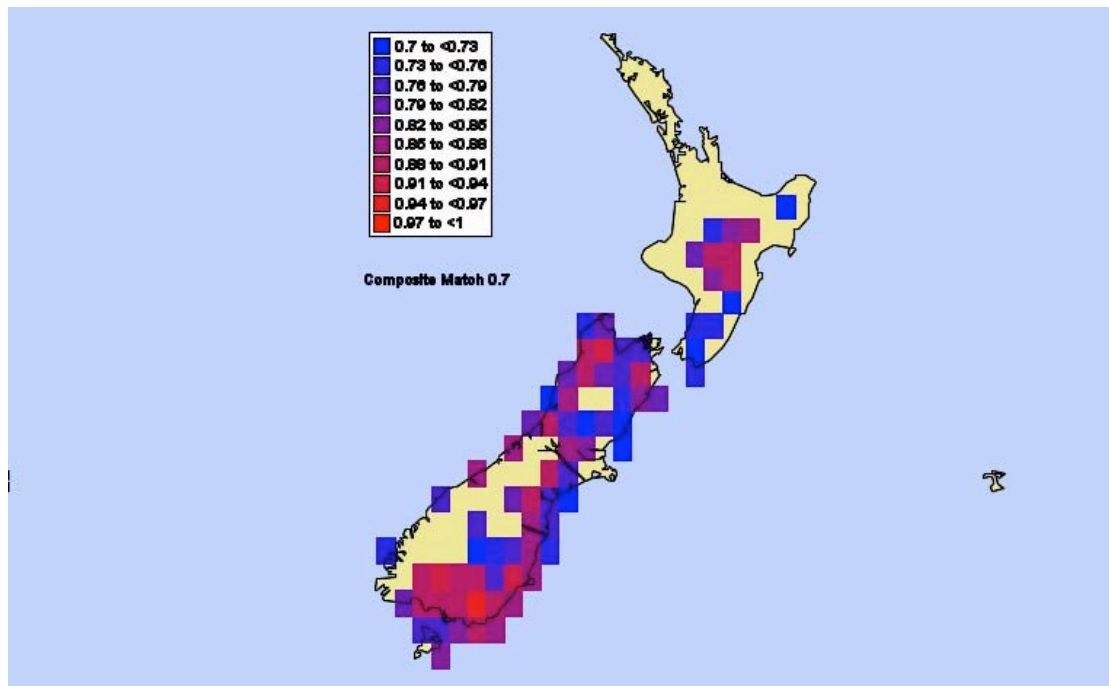 0.7 to <0.73
0.73 to <0.76
0.76 to <0.79
0.79 to <0.82
0.82 to <0.85
0.85 to <0.88
0.88 to <0.91
0.91 to <0.94
0.94 to <0.97
0.97 to <1
Composite Match 0.7